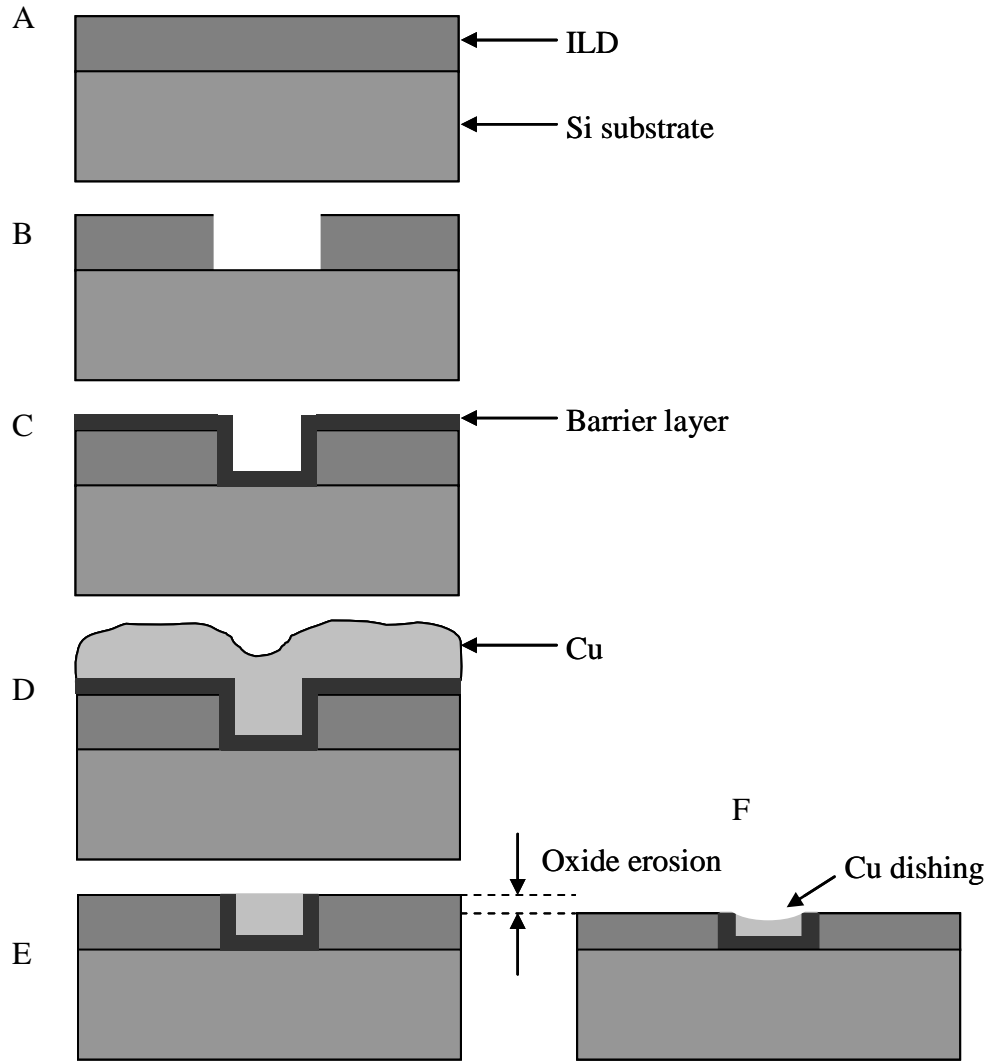 A
ILD
Si substrate
B
C
Barrier layer
Cu
D
F
Oxide erosion
Cu dishing
E